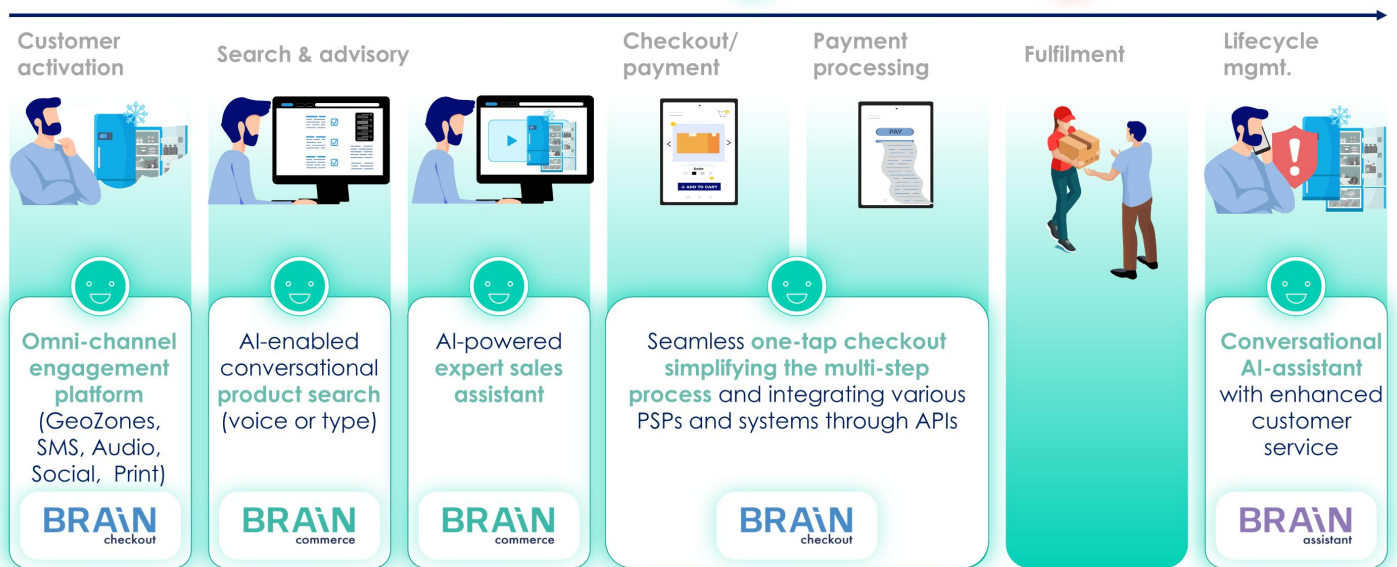 Customer
activation
Search & advisory
Checkout/
payment
Payment
processing
Fulfilment
Lifecycle
mgmt.
Color
ADD TO CART
PAY
Omni-channel
engagement
platform
(GeoZones,
SMS, Audio,
Social, Print)
BRAiN
checkout
AI-enabled
conversational
product search
(voice or type)
BRAiN
commerce
AI-powered
expert sales
assistant
BRAiN
commerce
Seamless one-tap checkout
simplifying the multi-step
process and integrating various
PSPs and systems through APIs
BRAiN
checkout
Conversational
AI-assistant
with enhanced
customer
service
BRAiN
assistant